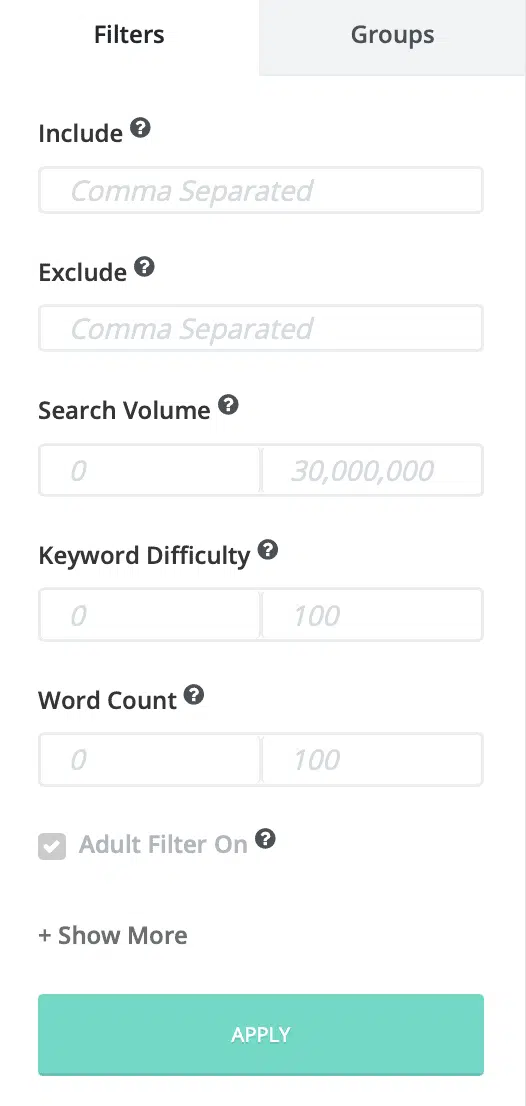 Filters Groups
Include ?
Comma Separated
Exclude ?
Comma Separated
Search Volume ?
0 30,000,000
Keyword Difficulty ?
0 100
Word Count ?
0 100
Adult Filter On ?
+ Show More
APPLY